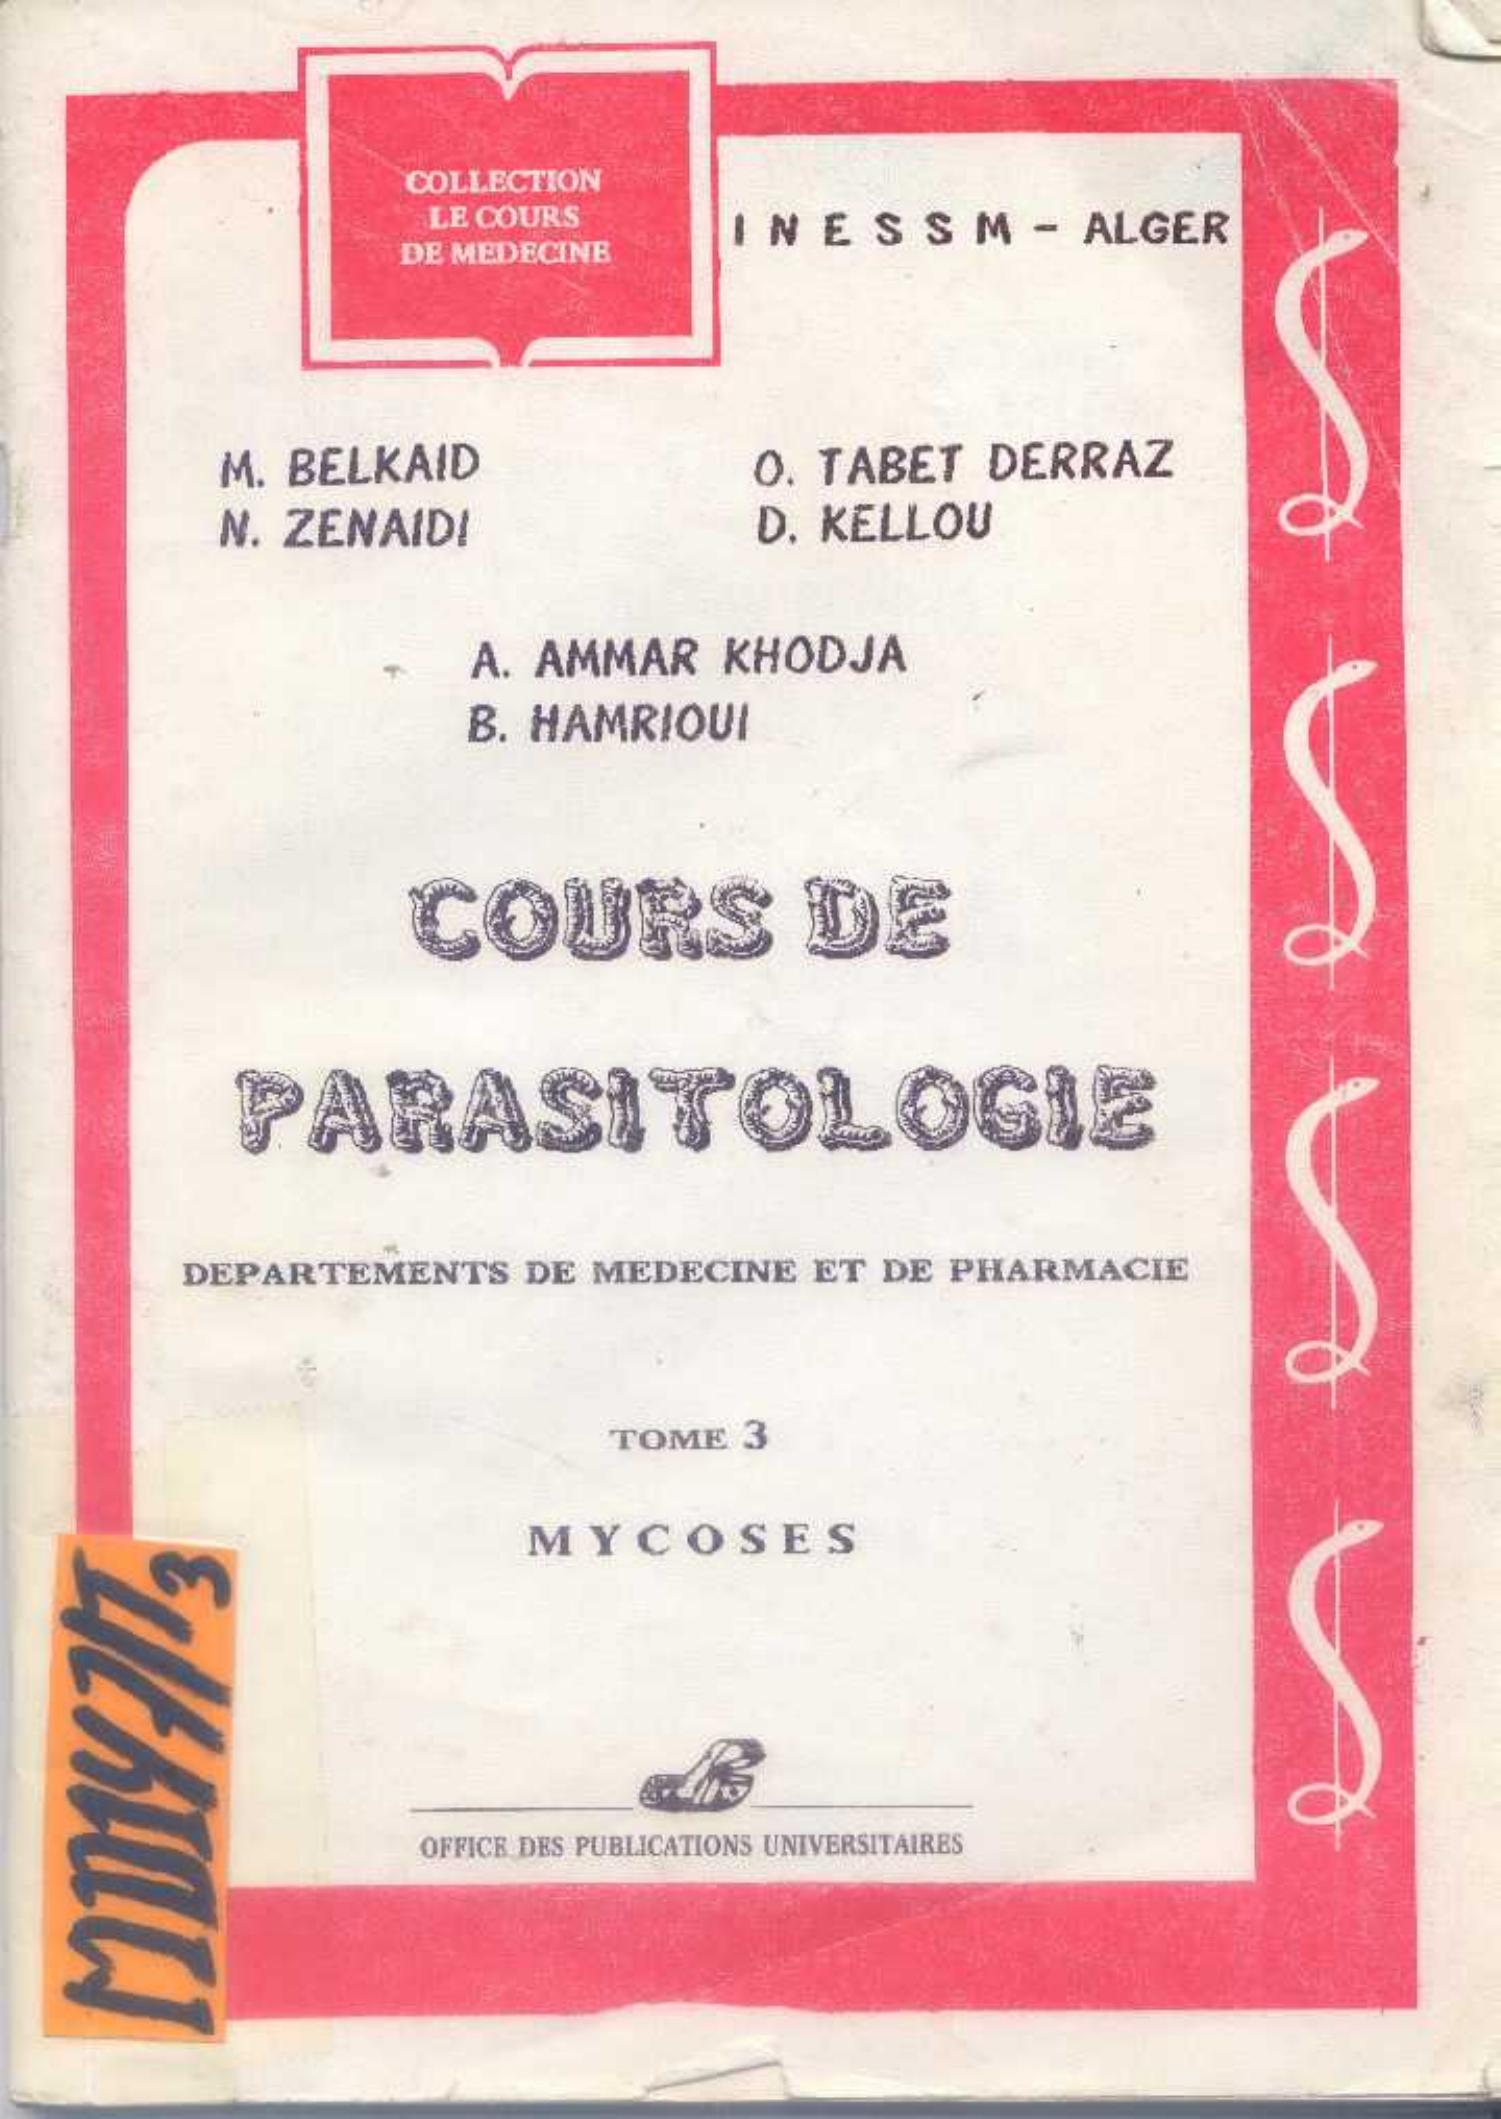 COLLECTION
LE COURS
DE MEDECINE
INESSM - ALGER
M. BELKAID
N. ZENAIDI
O. TABET DERRAZ
D. KELLOU
A. AMMAR KHODJA
B. HAMRIOUI
COURS DE
PARASITOLOGIE
DEPARTEMENTS DE MEDECINE ET DE PHARMACIE
TOME 3
MYCOSES
OFFICE DES PUBLICATIONS UNIVERSITAIRES